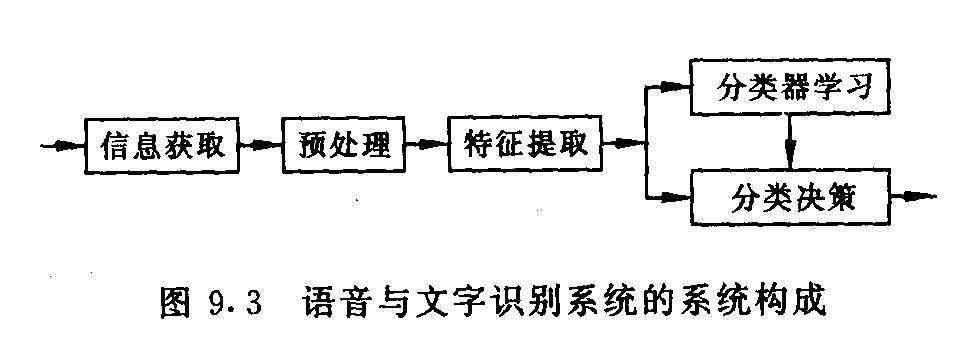 分类器学习
信息获取
预处理
特征提取
分类决策
图 9.3 语音与文字识别系统的系统构成